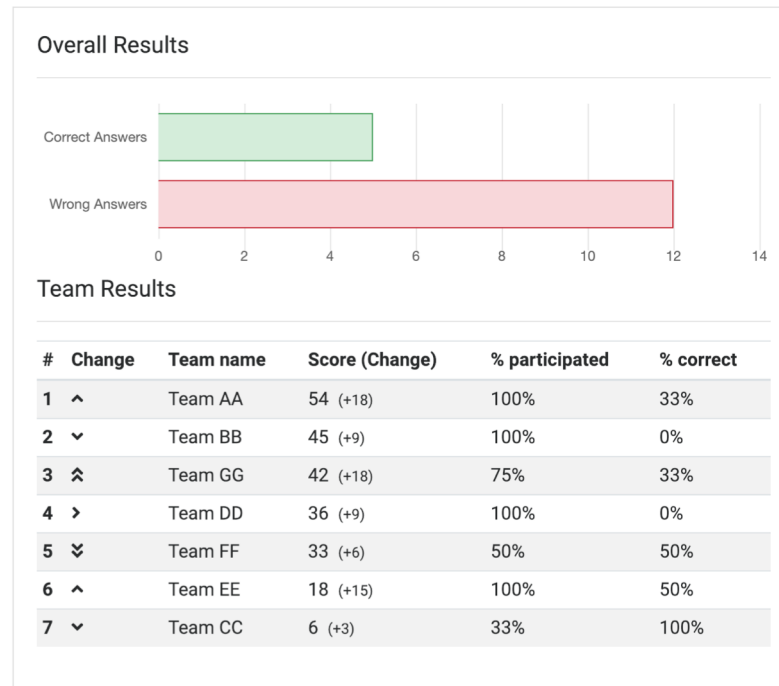 Overall Results
Correct Answers
Wrong Answers
0 2 4 6 8 10 12 14
Team Results
# Change Team name Score (Change) % participated % correct
1 Team AA 54 (+18) 100% 33%
2 Team BB 45 (+9) 100% 0%
3 Team GG 42 (+18) 75% 33%
4 Team DD 36 (+9) 100% 0%
5 Team FF 33 (+6) 50% 50%
6 Team EE 18 (+15) 100% 50%
7 Team CC 6 (+3) 33% 100%